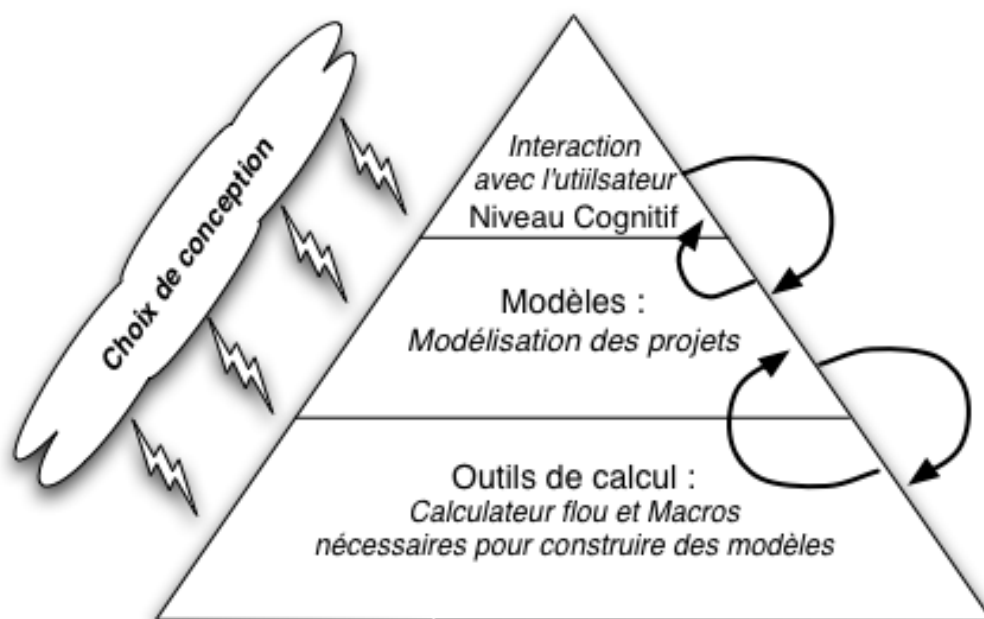 Choix de conception
Interaction
avec l'utiilsateur
Niveau Cognitif
Modèles :
Modélisation des projets
Outils de calcul :
Calculateur flou et Macros
nécessaires pour construire des modèles